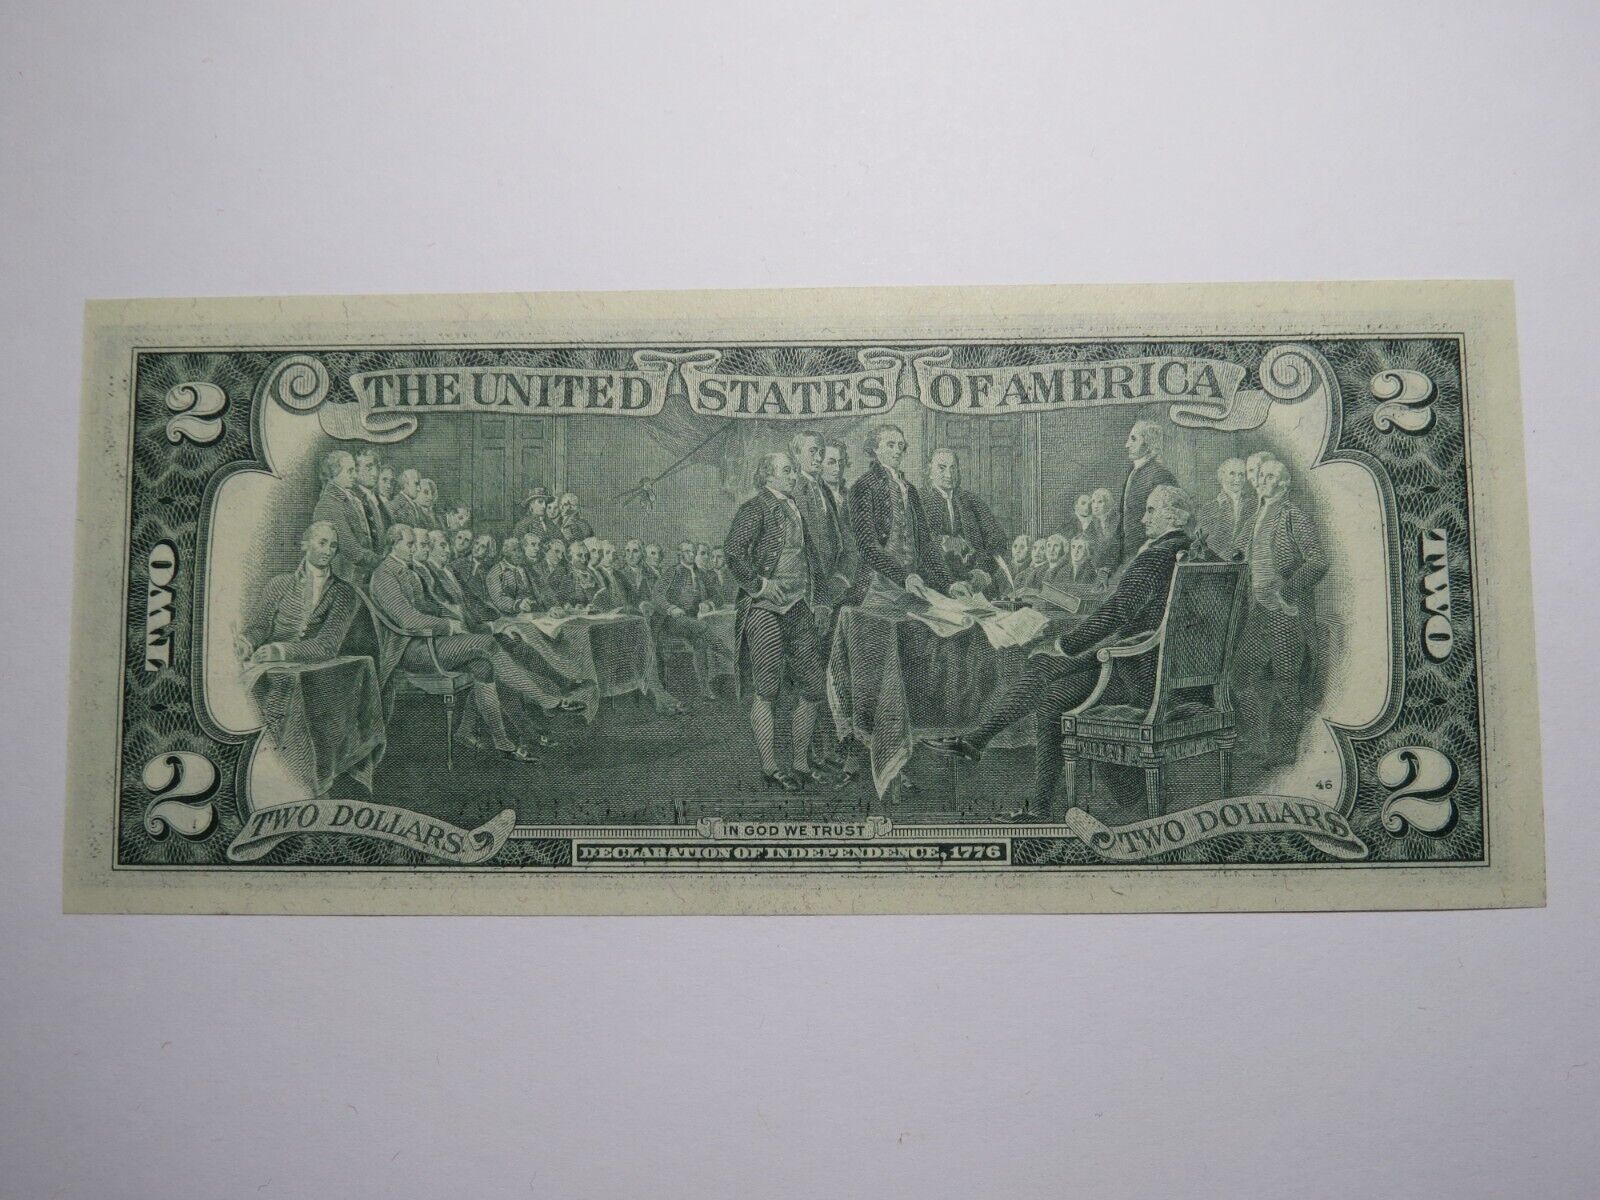 2 THE UNITED STATES OF AMERICA 2
TWO TWO
46
2 TWO DOLLARS TWO DOLLARS 2
IN GOD WE TRUST
DECLARATION OF INDEPENDENCE, 1776